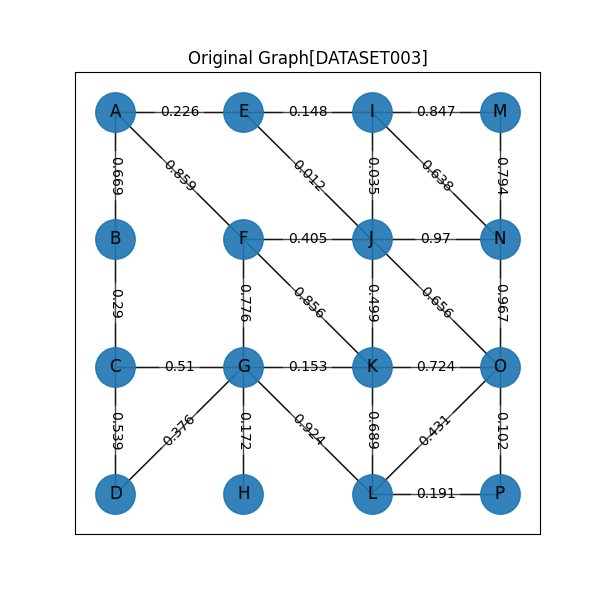 Original Graph[DATASET003]
A 0.226 E 0.148 I 0.847 M
0.669 0.859 0.012 0.035 0.638 0.794
B F 0.405 J 0.97 N
0.29 0.776 0.856 0.499 0.656 0.967
C 0.51 G 0.153 K 0.724 O
0.539 0.376 0.172 0.924 0.689 0.431 0.102
D H L 0.191 P